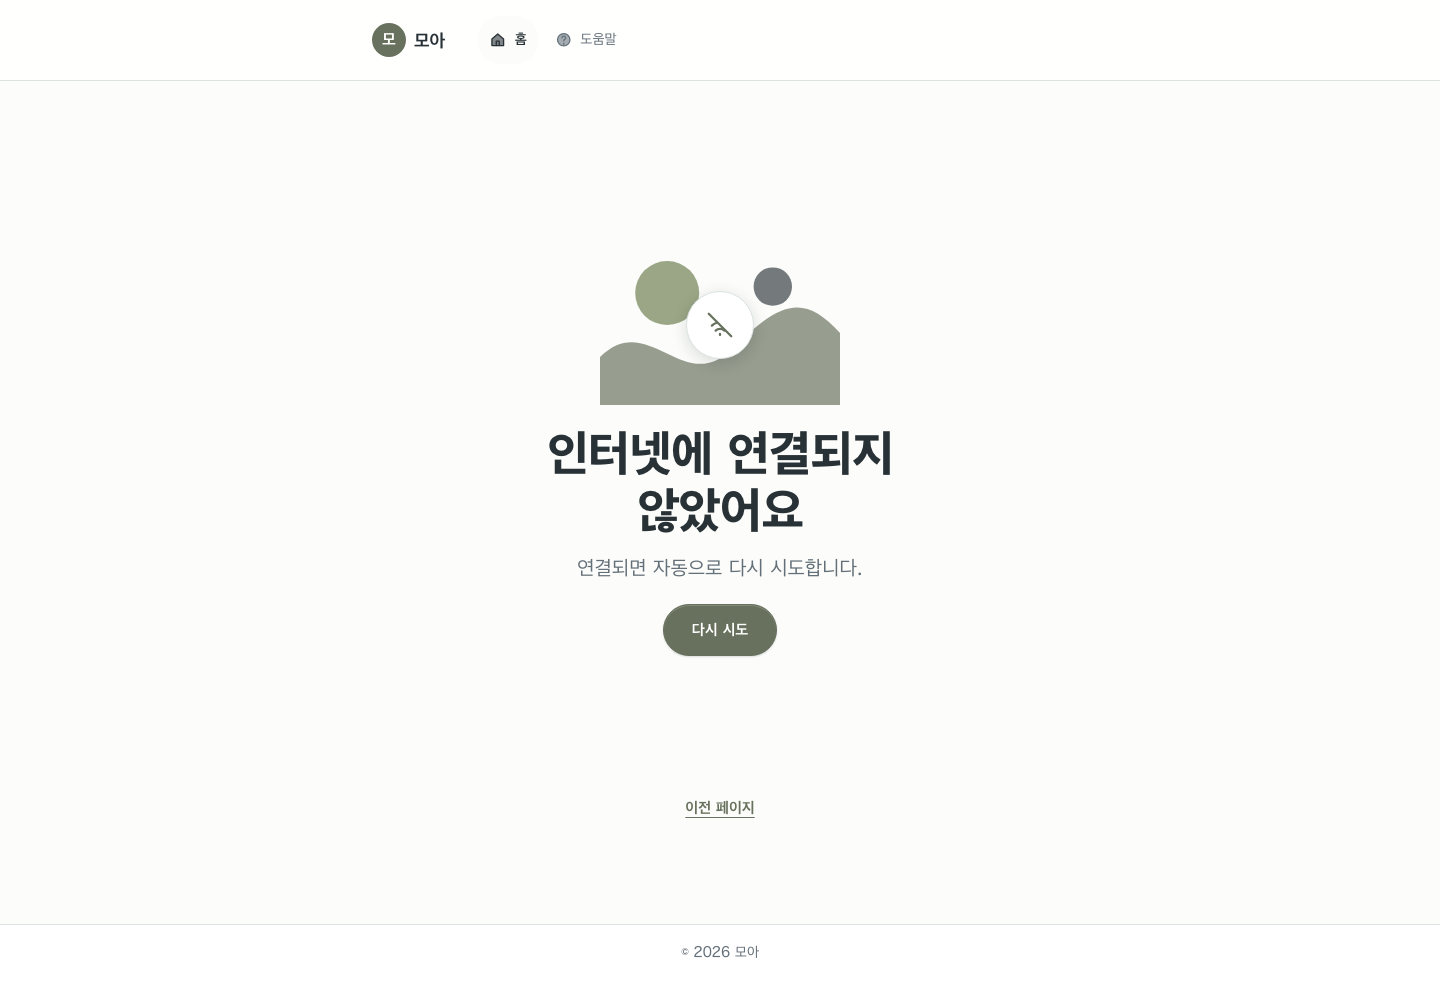 모 모아 홈 도움말
인터넷에 연결되지
않았어요
연결되면 자동으로 다시 시도합니다.
다시 시도
이전 페이지
© 2026 모아